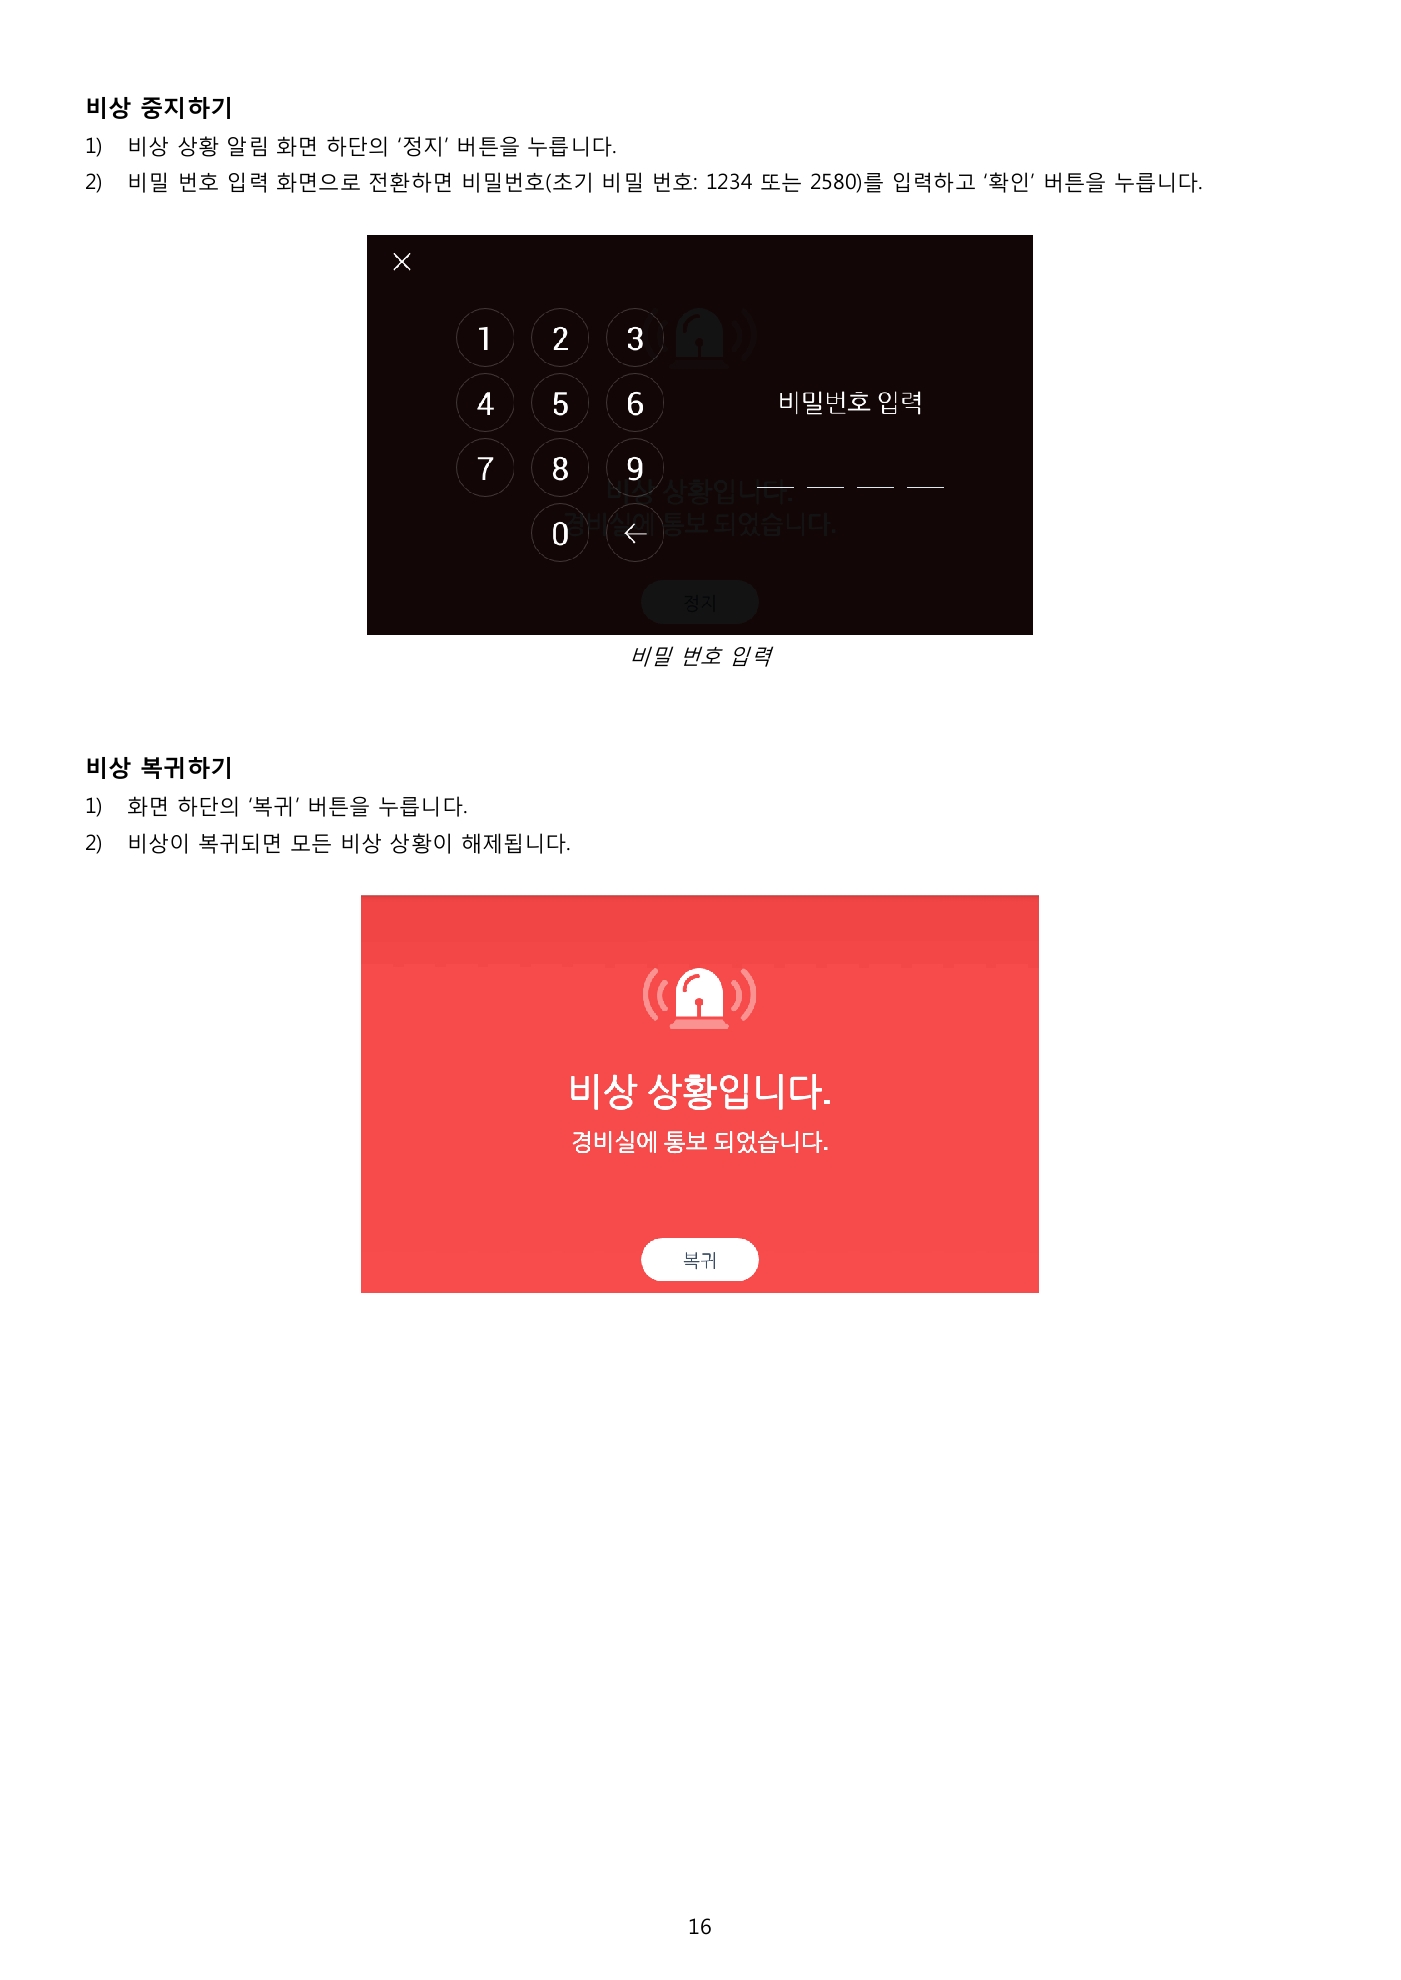 비상 중지하기
1) 비상 상황 알림 화면 하단의 ‘정지’ 버튼을 누릅니다.
2) 비밀 번호 입력 화면으로 전환하면 비밀번호(초기 비밀 번호: 1234 또는 2580)를 입력하고 ‘확인’ 버튼을 누릅니다.
1 2 3
4 5 6
비밀번호 입력
7 8 9
비상 상황입니다.
경비실에 통보 되었습니다.
0
정지
비밀 번호 입력
비상 복귀하기
1) 화면 하단의 ‘복귀’ 버튼을 누릅니다.
2) 비상이 복귀되면 모든 비상 상황이 해제됩니다.
비상 상황입니다.
경비실에 통보 되었습니다.
복귀
16